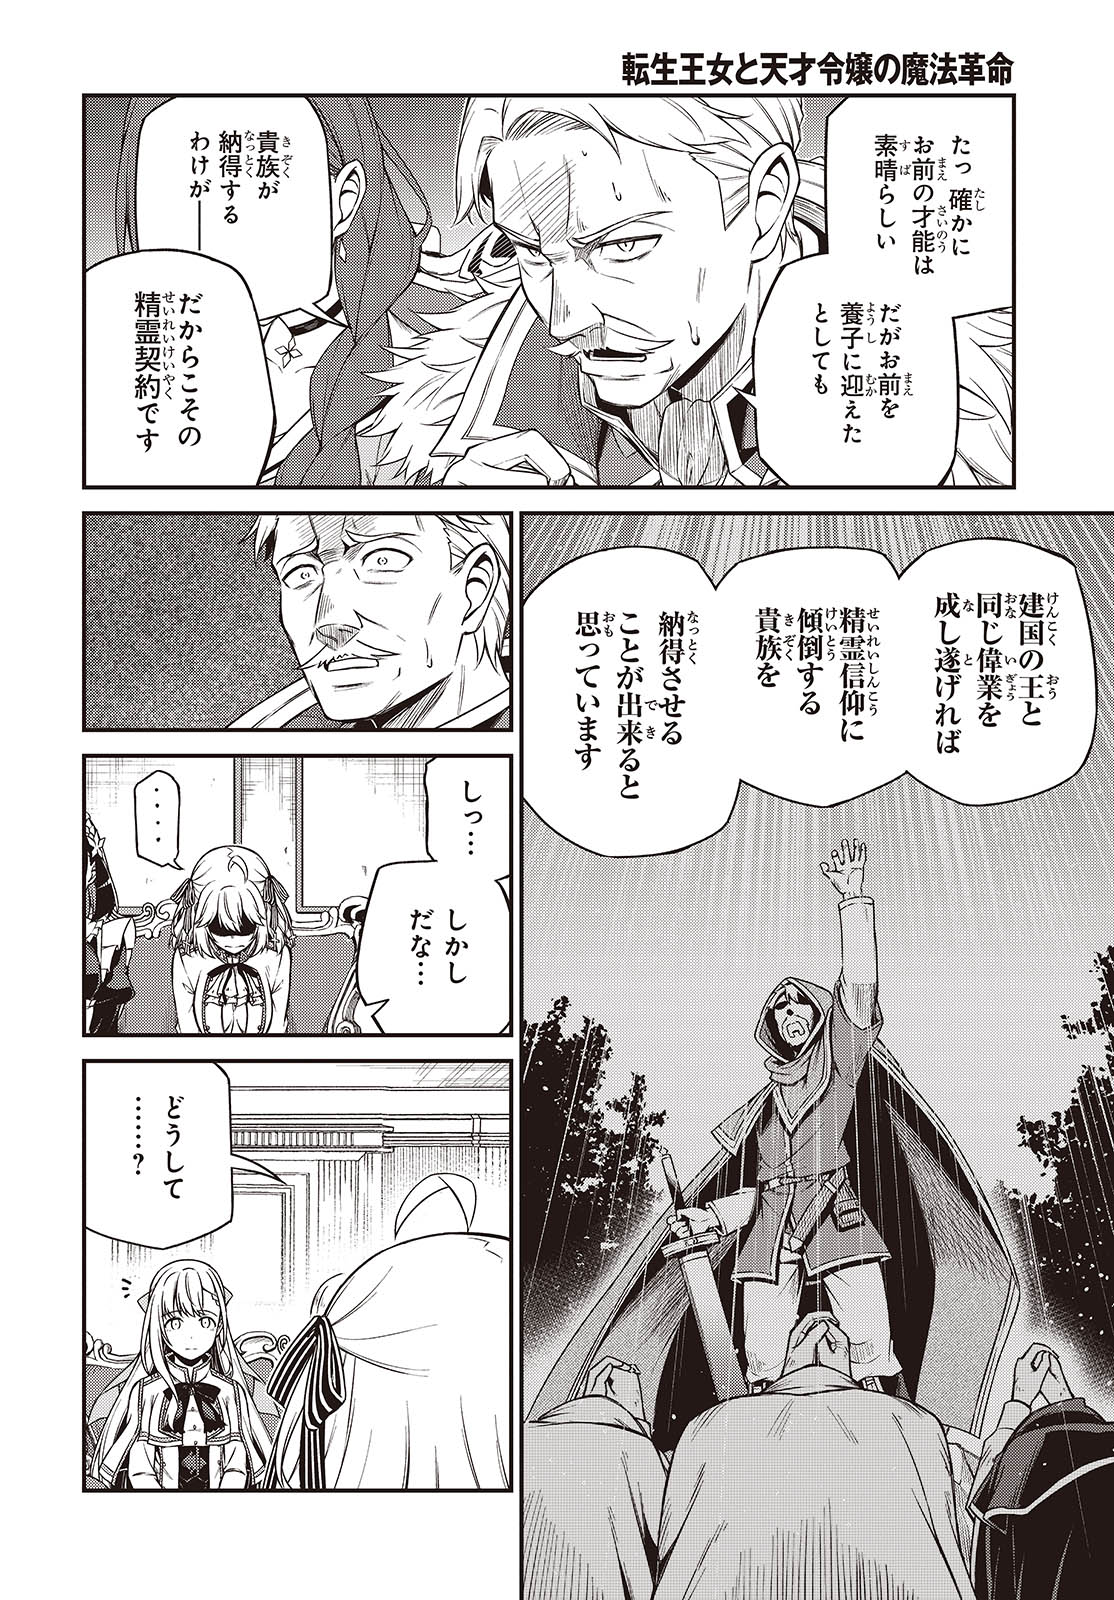 転生王女と天才令嬢の魔法革命
たっ 確かに
お前の才能は
素晴らしい
だがお前を
養子に迎えた
としても
貴族が
納得する
わけが――
だからこその
精霊契約です
建国の王と
同じ偉業を
成し遂げれば
精霊信仰に
傾倒する
貴族を
納得させる
ことが出来ると
思っています
しっ…
しかし
だな…
‥‥
どうして
……?